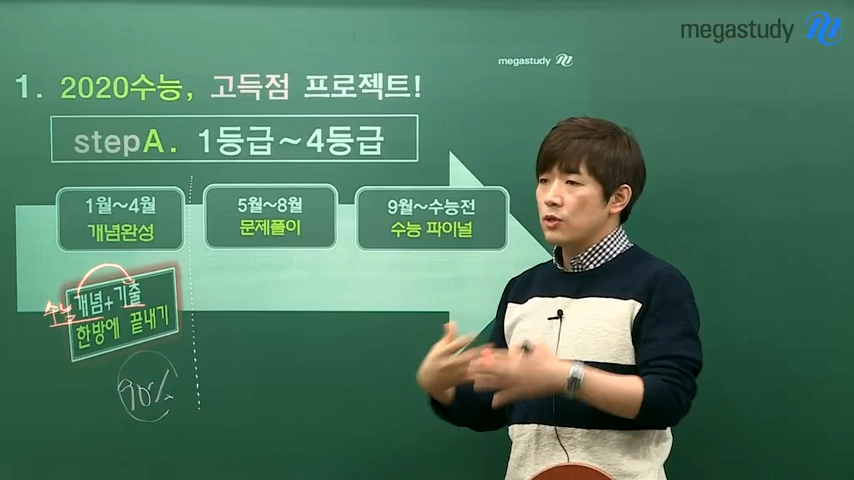 megastudy
megastudy
1. 2020수능, 고득점 프로젝트!
stepA. 1등급~4등급
1월~4월
개념완성
5월~8월
문제풀이
9월~수능전
수능 파이널
수능 개념+기출
한방에 끝내기
90%